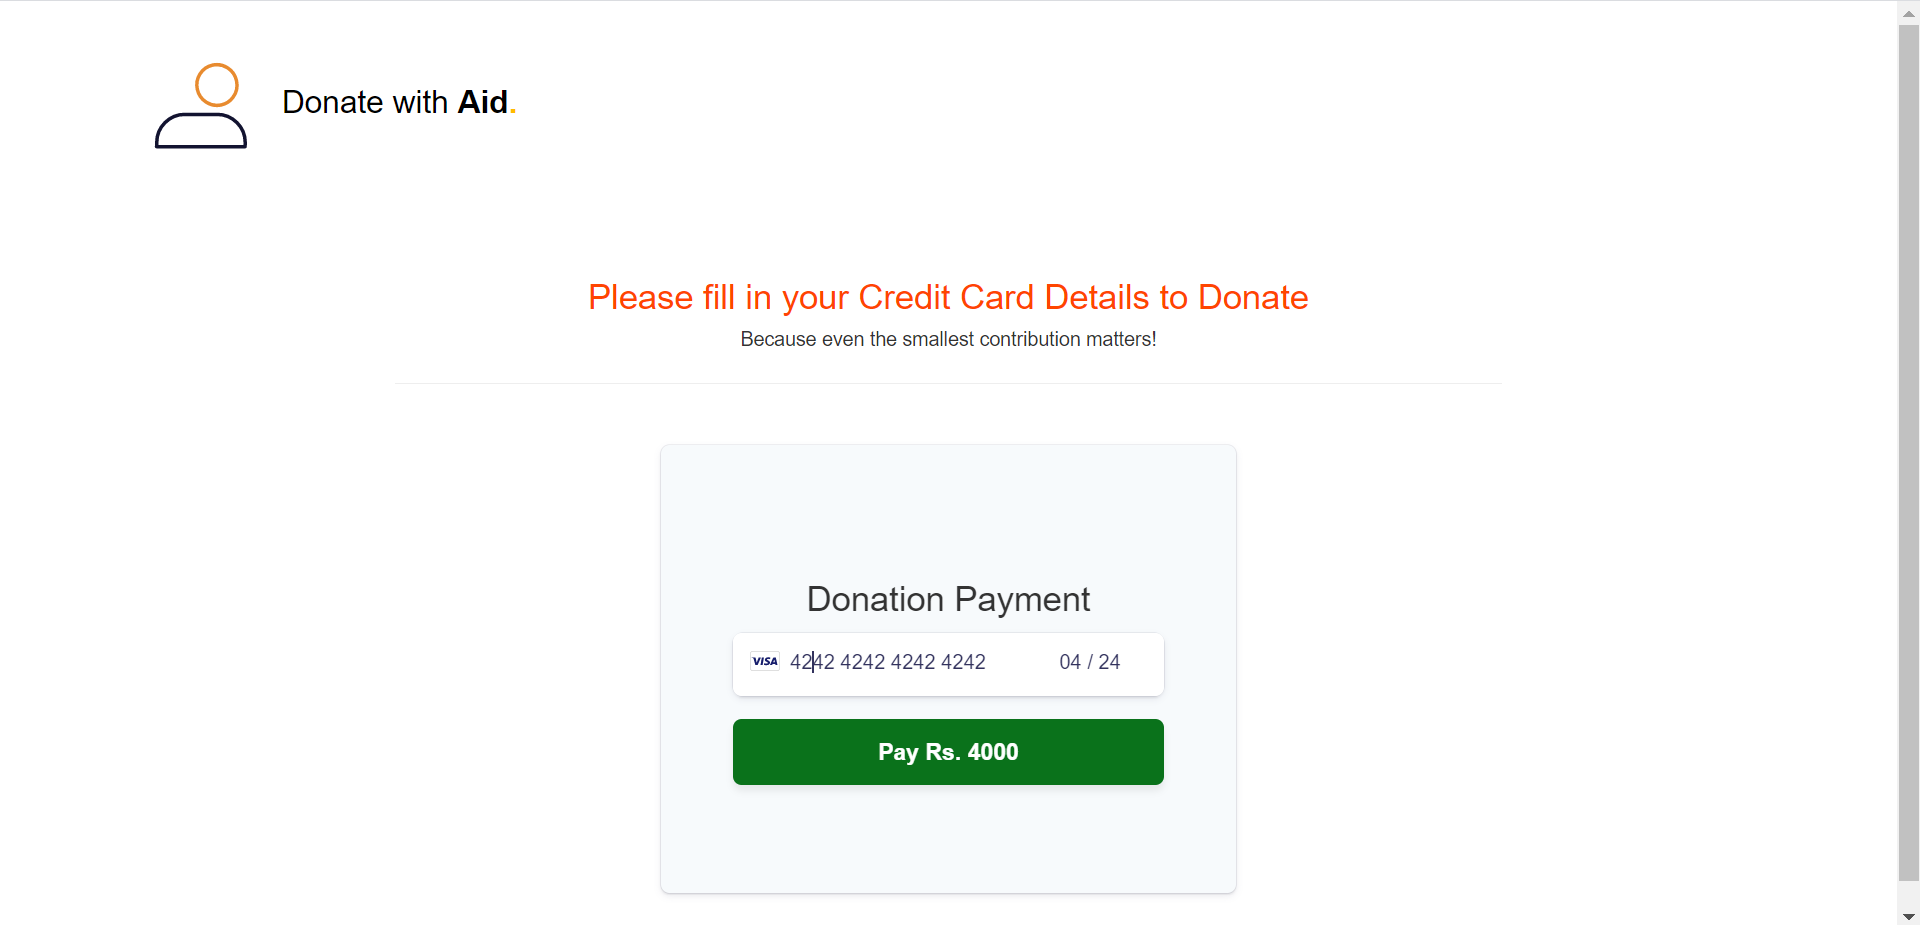 Donate with Aid.
Please fill in your Credit Card Details to Donate
Because even the smallest contribution matters!
Donation Payment
VISA 4242 4242 4242 4242 04 / 24
Pay Rs. 4000